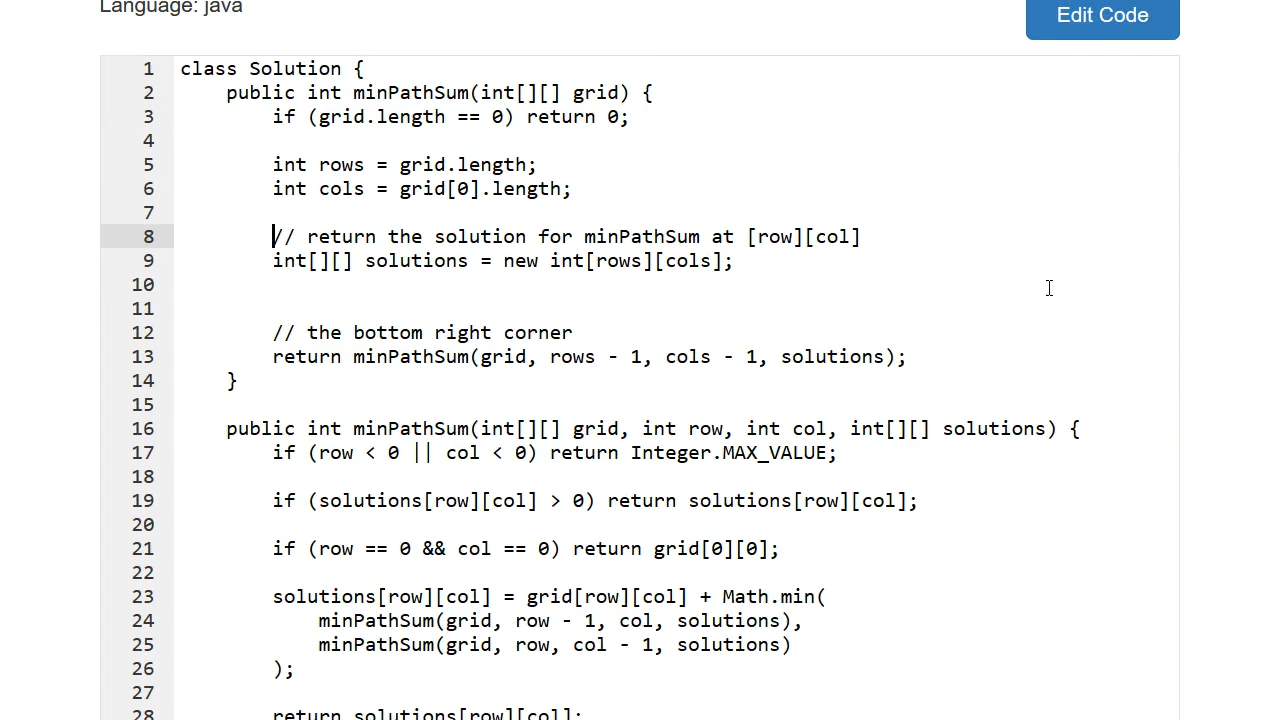 Language: java
Edit Code
1 class Solution {
2 public int minPathSum(int[][] grid) {
3 if (grid.length == 0) return 0;
4
5 int rows = grid.length;
6 int cols = grid[0].length;
7
8 // return the solution for minPathSum at [row][col]
9 int[][] solutions = new int[rows][cols];
10
11
12 // the bottom right corner
13 return minPathSum(grid, rows - 1, cols - 1, solutions);
14 }
15
16 public int minPathSum(int[][] grid, int row, int col, int[][] solutions) {
17 if (row < 0 || col < 0) return Integer.MAX_VALUE;
18
19 if (solutions[row][col] > 0) return solutions[row][col];
20
21 if (row == 0 && col == 0) return grid[0][0];
22
23 solutions[row][col] = grid[row][col] + Math.min(
24 minPathSum(grid, row - 1, col, solutions),
25 minPathSum(grid, row, col - 1, solutions)
26 );
27
28 return solutions[row][col];